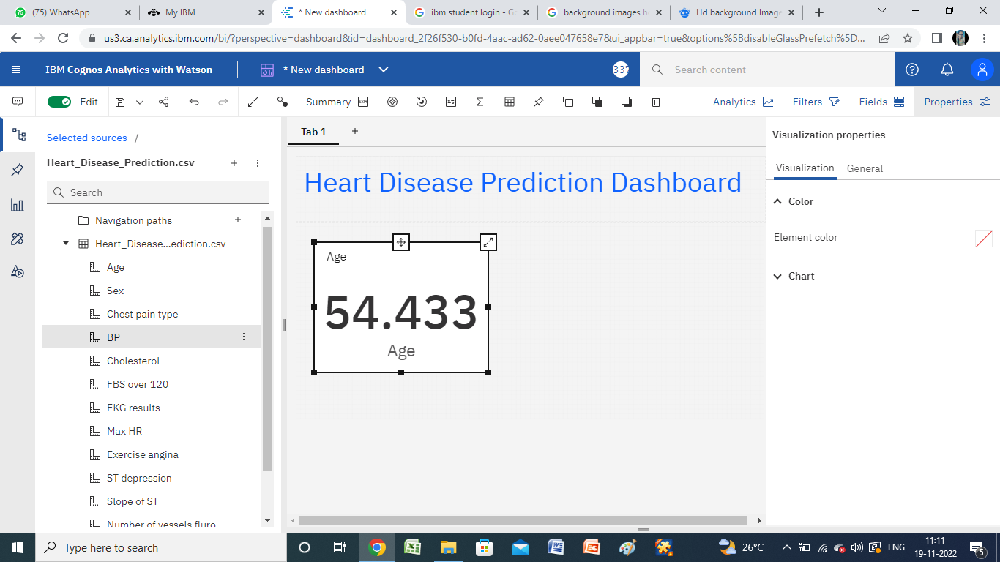 (75) WhatsApp
My IBM
* New dashboard
ibm student login - Go
background images h
Hd background Image
us3.ca.analytics.ibm.com/bi/?perspective=dashboard&id=dashboard_2f26f530-b0fd-4aac-ad62-0aee047658e7&ui_appbar=true&options%5BdisableGlassPrefetch%5D...
IBM Cognos Analytics with Watson
* New dashboard
Search content
Edit
Summary
Analytics
Filters
Fields
Properties
Selected sources /
Heart_Disease_Prediction.csv
Search
Navigation paths
Heart_Disease...ediction.csv
Age
Sex
Chest pain type
BP
Cholesterol
FBS over 120
EKG results
Max HR
Exercise angina
ST depression
Slope of ST
Number of vessels fluro
Tab 1
Heart Disease Prediction Dashboard
Age
54.433
Age
Visualization properties
Visualization
General
Color
Element color
Chart
Type here to search
26°C
ENG
11:11
19-11-2022
5